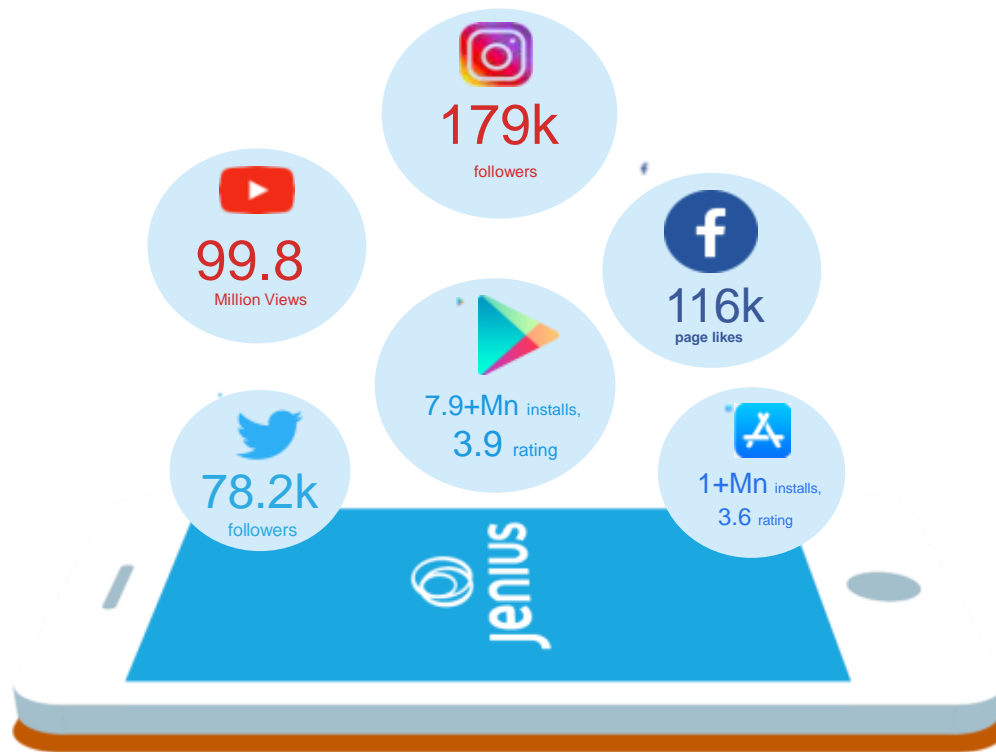 179k
followers
99.8
Million Views
116k
page likes
7.9+Mn installs,
3.9 rating
78.2k
followers
1+Mn installs,
3.6 rating
jenius